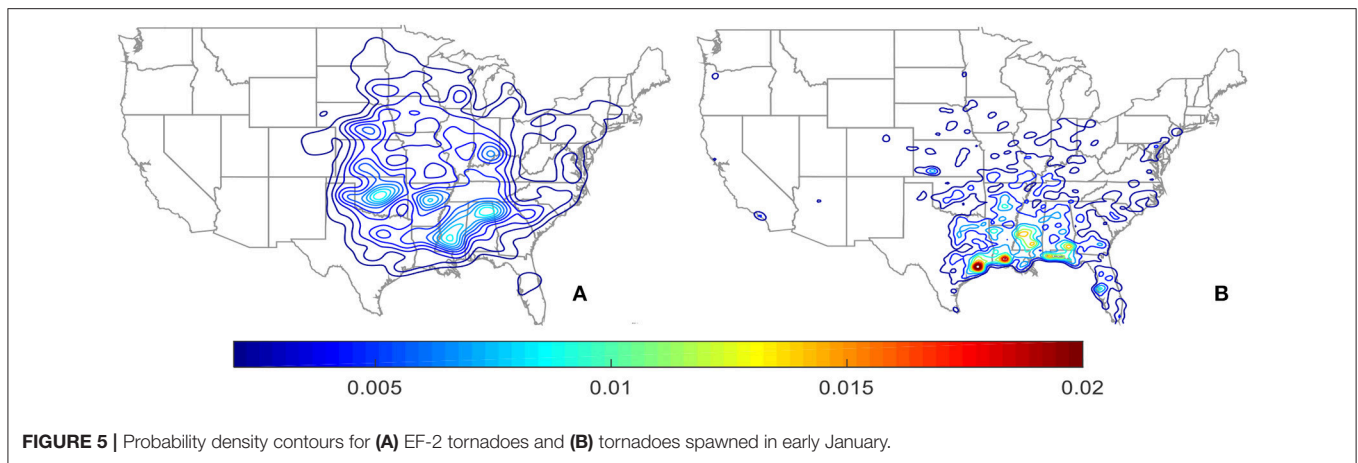 A
B
0.005 0.01 0.015 0.02
FIGURE 5 | Probability density contours for (A) EF-2 tornadoes and (B) tornadoes spawned in early January.